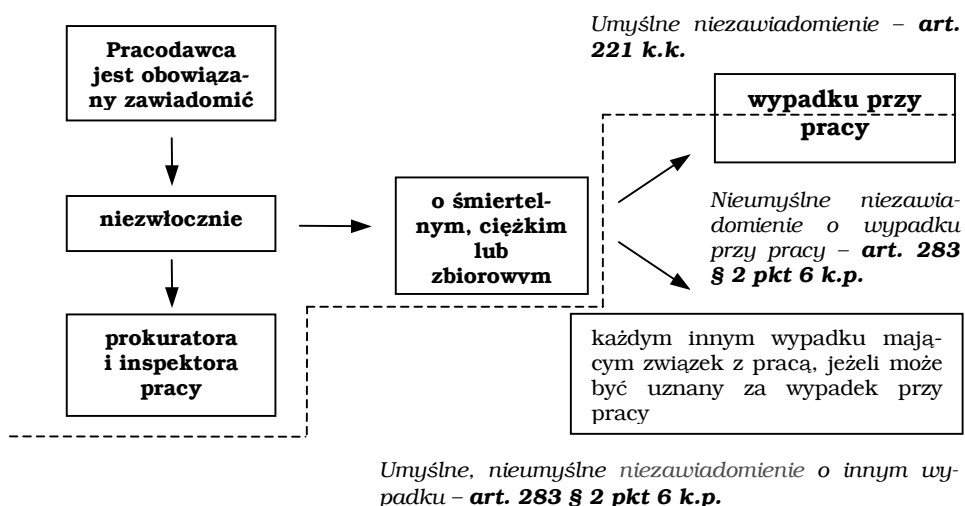 Umyślne niezawiadomienie – art.
221 k.k.
Pracodawca
jest obowiąza-
ny zawiadomić
wypadku przy
pracy
niezwłocznie
o śmiertel-
nym, ciężkim
lub
zbiorowym
Nieumyślne niezawia-
domienie o wypadku
przy pracy – art. 283
§ 2 pkt 6 k.p.
prokuratora
i inspektora
pracy
każdym innym wypadku mają-
cym związek z pracą, jeżeli może
być uznany za wypadek przy
pracy
Umyślne, nieumyślne niezawiadomienie o innym wy-
padku – art. 283 § 2 pkt 6 k.p.